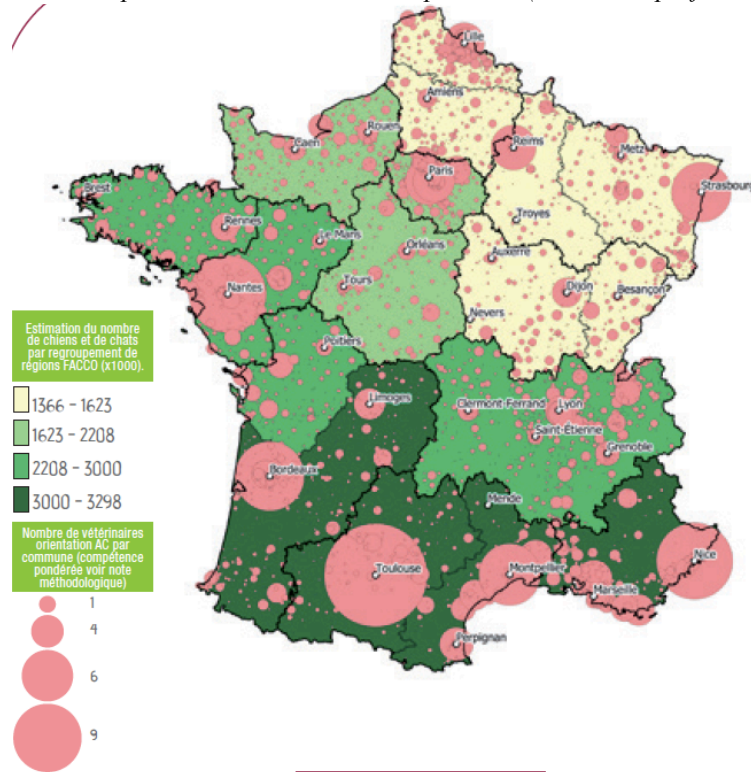 Lille
Amiens
Rouen
Caen
Reims
Metz
Paris
Strasbourg
Brest
Troyes
Rennes
Le Mans
Orléans
Auxerre
Tours
Dijon
Besançon
Nantes
Nevers
Poitiers
Estimation du nombre
de chiens et de chats
par regroupement de
régions FACCO (x1000).
1366 – 1623
1623 – 2208
2208 – 3000
3000 – 3298
Limoges
Clermont-Ferrand
Lyon
Saint-Étienne
Grenoble
Bordeaux
Mende
Nombre de vétérinaires
orientation AC par
commune (compétence
pondérée voir note
méthodologique)
1
4
6
9
Toulouse
Montpellier
Nice
Marseille
Perpignan